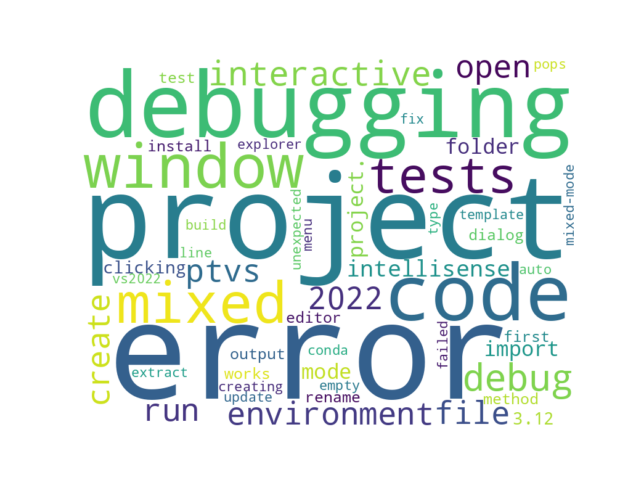 open pops
test interactive
debugging
fix
install explorer folder
window tests
project. mixed-mode
project
unexpected menu type template
build dialog
line
clicking ptvs intellisense auto
vs2022
mixed 2022 code
create editor
error
failed first
output conda import
extract works mode debug
creating empty
update rename method
run environment file 3.12